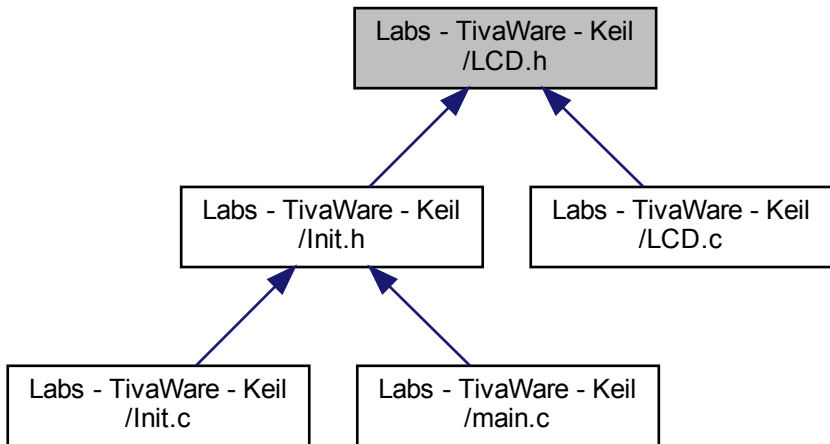 Labs - TivaWare - Keil
/LCD.h
Labs - TivaWare - Keil
/Init.h
Labs - TivaWare - Keil
/LCD.c
Labs - TivaWare - Keil
/Init.c
Labs - TivaWare - Keil
/main.c